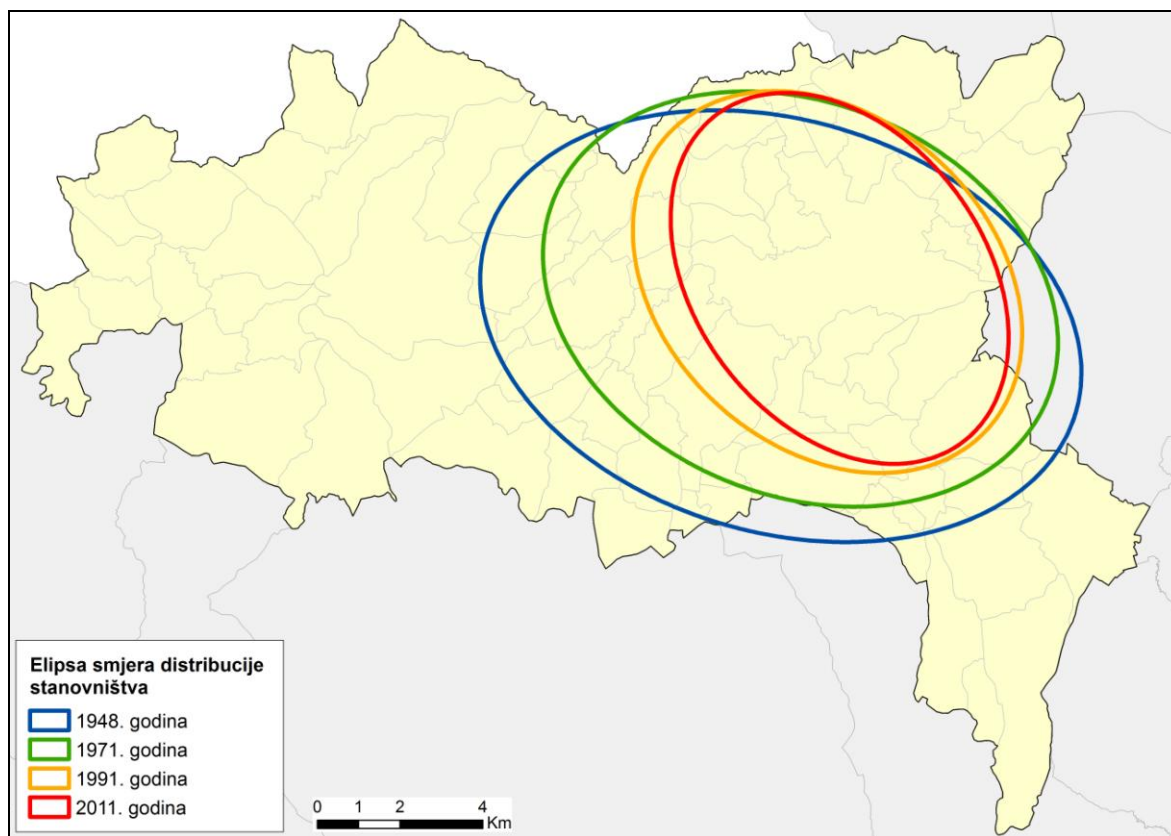 Elipsa smjera distribucije
stanovništva
1948. godina
1971. godina
1991. godina
2011. godina
0 1 2 4
Km